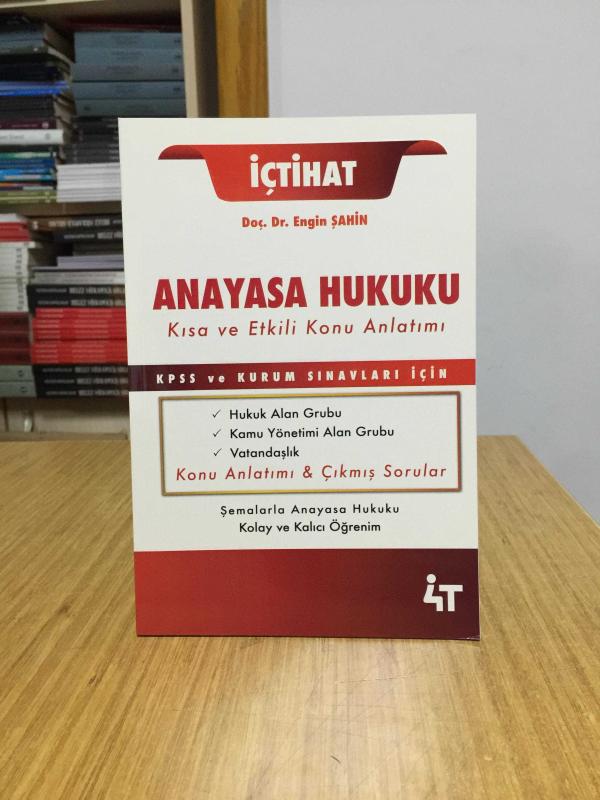 İÇTİHAT
Doç. Dr. Engin ŞAHİN
ANAYASA HUKUKU
Kısa ve Etkili Konu Anlatımı
KPSS ve KURUM SINAVLARI İÇİN
✓ Hukuk Alan Grubu
✓ Kamu Yönetimi Alan Grubu
✓ Vatandaşlık
Konu Anlatımı & Çıkmış Sorular
Şemalarla Anayasa Hukuku
Kolay ve Kalıcı Öğrenim
4T